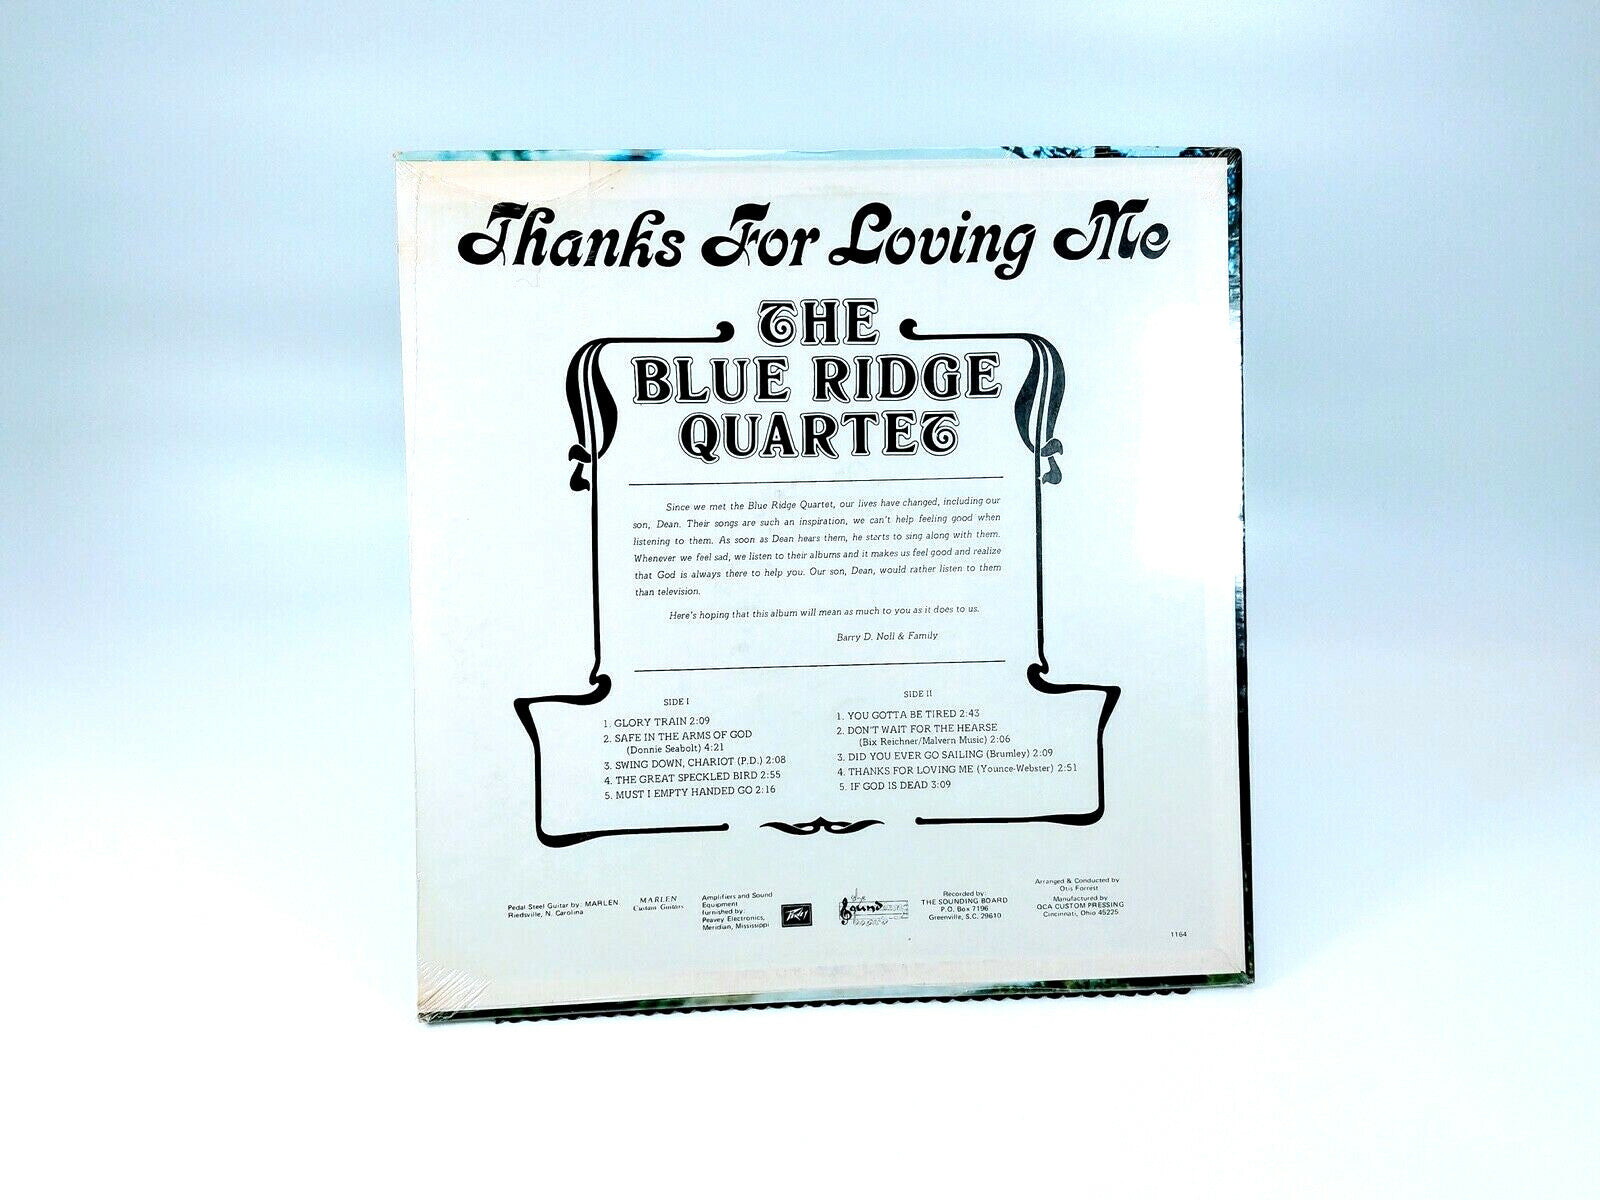 Thanks For Loving Me
THE
BLUE RIDGE
QUARTET
Since we met the Blue Ridge Quartet, our lives have changed, including our
son, Dean. Their songs are such an inspiration, we can't help feeling good when
listening to them. As soon as Dean hears them, he starts to sing along with them.
Whenever we feel sad, we listen to their albums and it makes us feel good and realize
that God is always there to help you. Our son, Dean, would rather listen to them
than television.
Here's hoping that this album will mean as much to you as it does to us.
Barry D. Noll & Family
SIDE I
1. GLORY TRAIN 2:09
2. SAFE IN THE ARMS OF GOD
(Donnie Seabolt) 4:21
3. SWING DOWN, CHARIOT (P.D.) 2:08
4. THE GREAT SPECKLED BIRD 2:55
5. MUST I EMPTY HANDED GO 2:16
SIDE II
1. YOU GOTTA BE TIRED 2:43
2. DON'T WAIT FOR THE HEARSE
(Bix Reichner/Malvern Music) 2:06
3. DID YOU EVER GO SAILING (Brumley) 2:09
4. THANKS FOR LOVING ME (Younce-Webster) 2:51
5. IF GOD IS DEAD 3:09
Pedal Steel Guitar by: MARLEN
Riedsville, N. Carolina
MARLEN
Custom Guitars
Amplifiers and Sound
Equipment
furnished by:
Peavey Electronics,
Meridian, Mississippi
PEAVEY
Sound
Recorded by:
THE SOUNDING BOARD
P.O. Box 7196
Greenville, S.C. 29610
Arranged & Conducted by
Otis Forrest
Manufactured by
QCA CUSTOM PRESSING
Cincinnati, Ohio 45225
1164